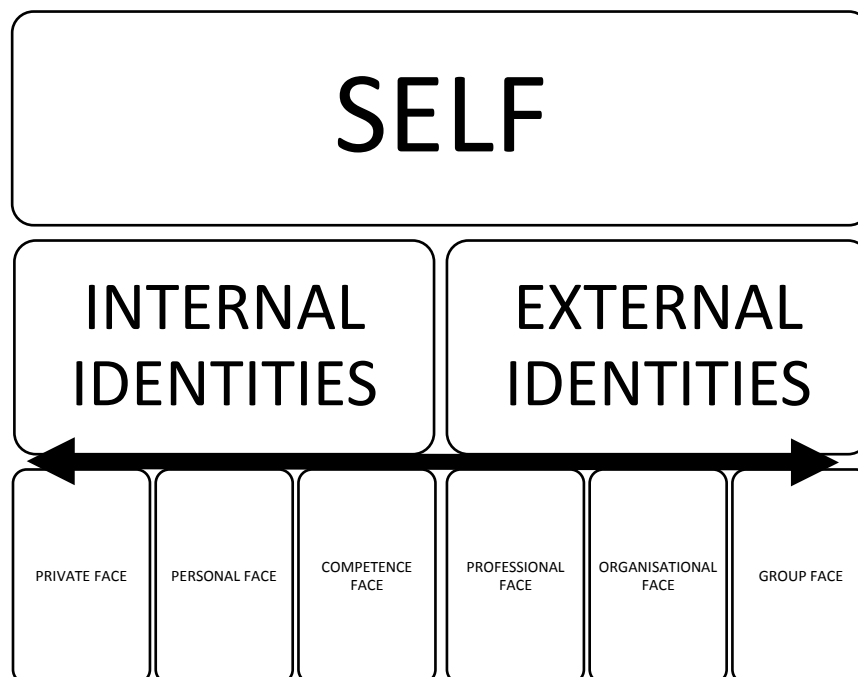 SELF
INTERNAL
IDENTITIES
EXTERNAL
IDENTITIES
PRIVATE FACE
PERSONAL FACE
COMPETENCE
FACE
PROFESSIONAL
FACE
ORGANISATIONAL
FACE
GROUP FACE